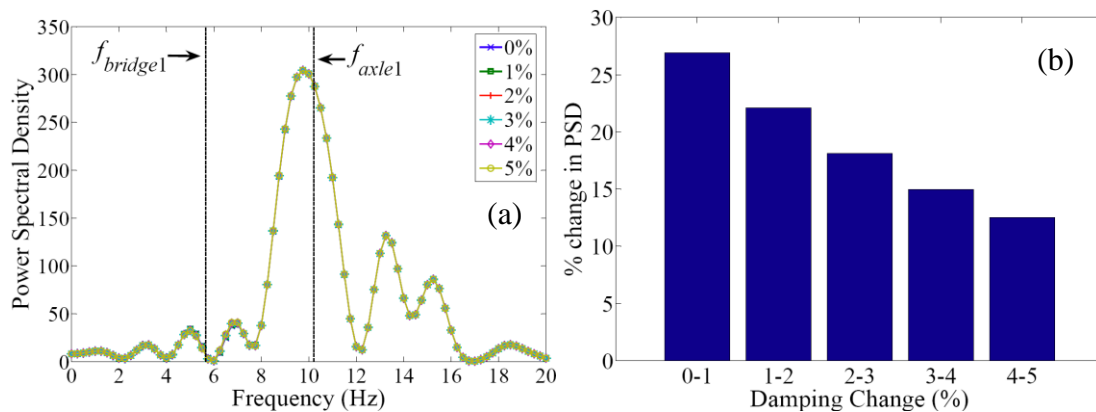 350
300
250
200
150
100
50
0
Power Spectral Density
f bridge1
f axle1
0%
1%
2%
3%
4%
5%
(a)
0 2 4 6 8 10 12 14 16 18 20
Frequency (Hz)
30
25
20
15
10
5
0
% change in PSD
(b)
0-1 1-2 2-3 3-4 4-5
Damping Change (%)